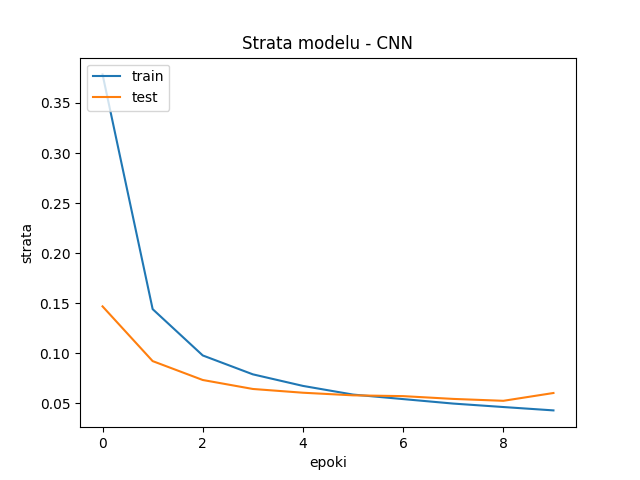 Strata modelu - CNN
train
test
strata
0.35
0.30
0.25
0.20
0.15
0.10
0.05
0
2
4
6
8
epoki